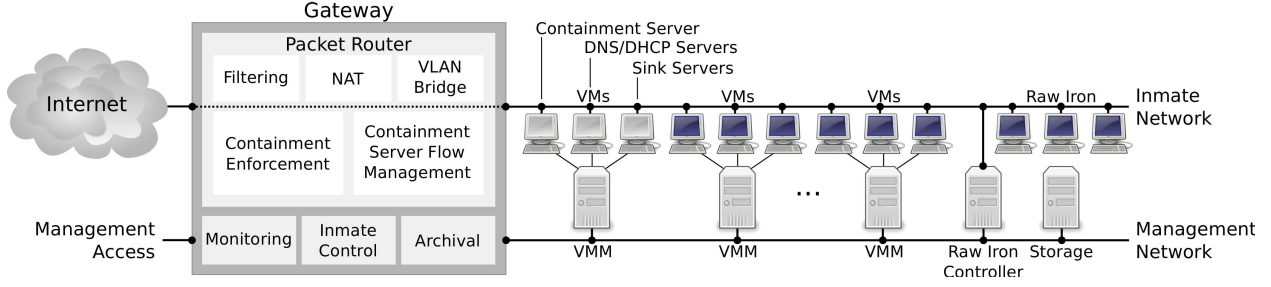 Gateway
Packet Router
Filtering
NAT
VLAN
Bridge
Containment
Enforcement
Containment
Server Flow
Management
Monitoring
Inmate
Control
Archival
Internet
Management
Access
Containment Server
DNS/DHCP Servers
Sink Servers
VMs
VMs
VMs
Raw Iron
Inmate
Network
...
VMM
VMM
VMM
Raw Iron
Controller
Storage
Management
Network